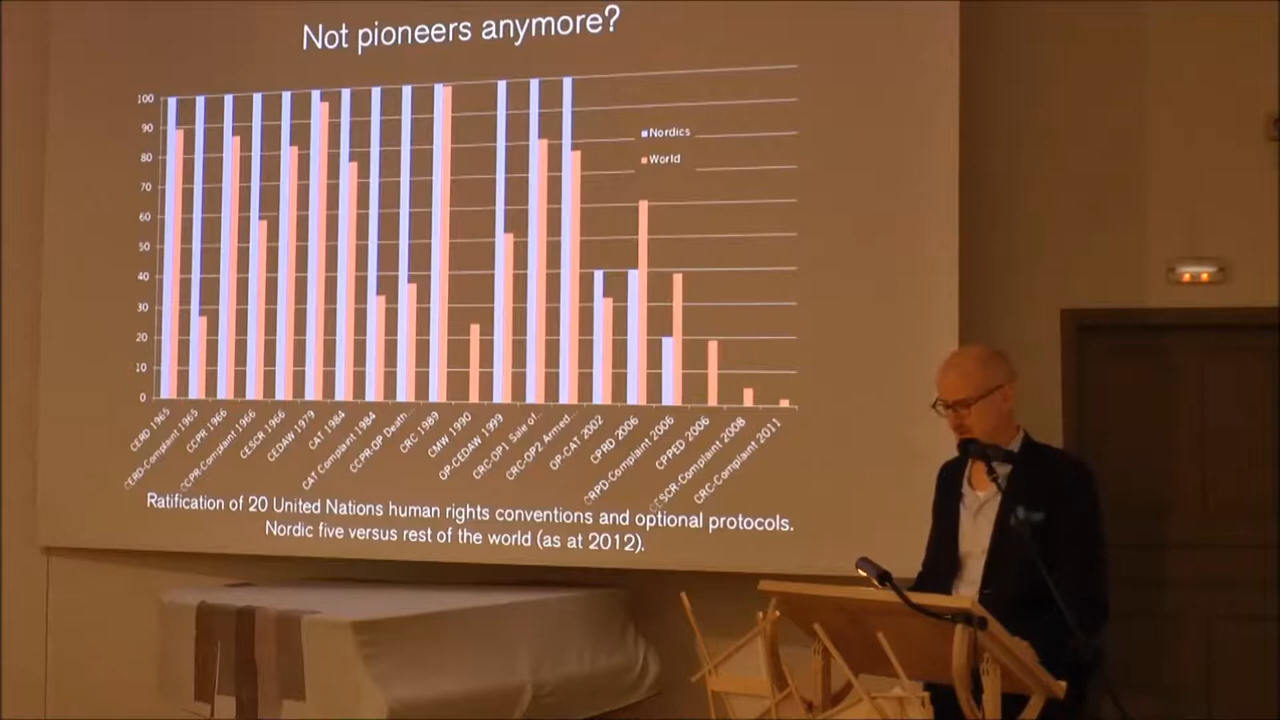 Not pioneers anymore?
100
90
80
70
60
50
40
30
20
10
0
Nordics
World
CERD 1965
CERD-Complaint 1965
CCPR 1966
CCPR-Complaint 1966
CESCR 1966
CEDAW 1979
CAT 1984
CAT Complaint 1984
CCPR-OP Death...
CRC 1989
CMW 1990
OP-CEDAW 1999
CRC-OP1 Sale of...
CRC-OP2 Armed...
OP-CAT 2002
CPRD 2006
CRPD-Complaint 2006
CPPED 2006
CESCR-Complaint 2008
CRC-Complaint 2011
Ratification of 20 United Nations human rights conventions and optional protocols.
Nordic five versus rest of the world (as at 2012).